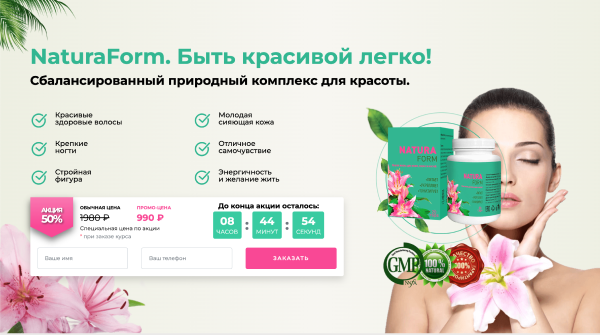 NaturaForm. Быть красивой легко!
Сбалансированный природный комплекс для красоты.
Красивые
здоровые волосы
Молодая
сияющая кожа
Крепкие
ногти
Отличное
самочувствие
Стройная
фигура
Энергичность
и желание жить
АКЦИЯ
50%
ОБЫЧНАЯ ЦЕНА
1980 ₽
ПРОМО-ЦЕНА
990 ₽
Специальная цена по акции
* при заказе курса
До конца акции осталось:
08 : 44 : 54
ЧАСОВ МИНУТ СЕКУНД
Ваше имя
Ваш телефон
ЗАКАЗАТЬ
NATURA
FORM
GMP
100%
NATURAL
100%